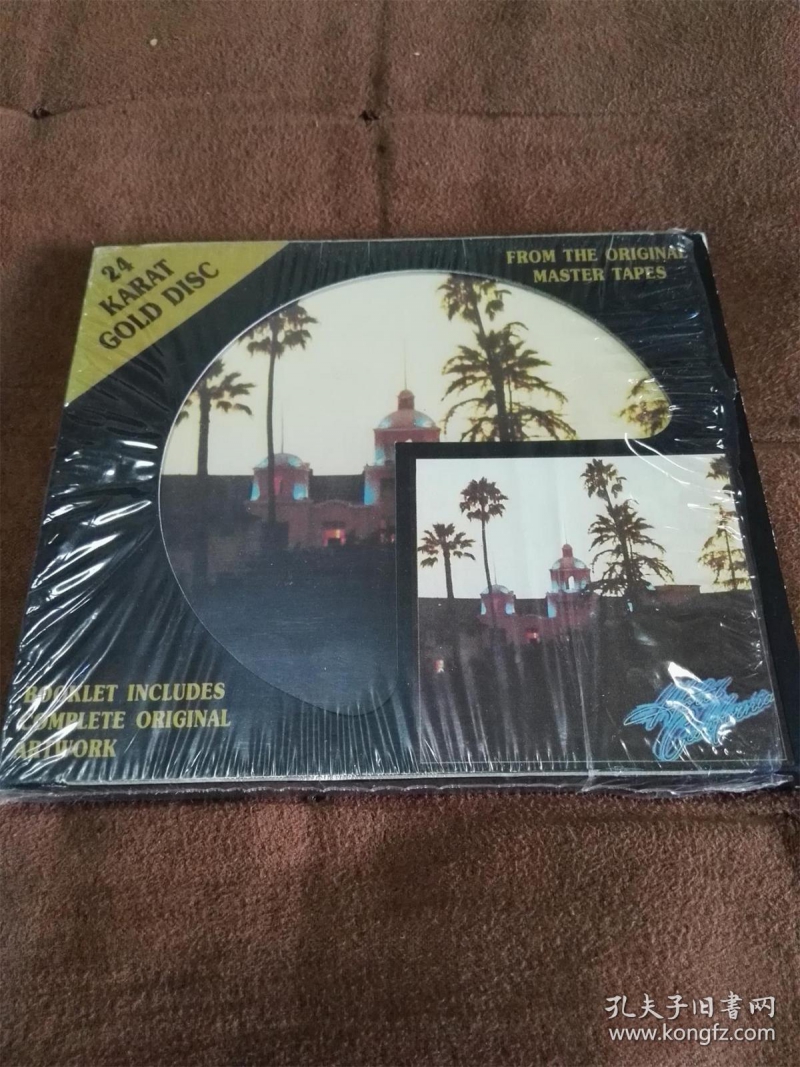 24
KARAT
GOLD DISC
FROM THE ORIGINAL
MASTER TAPES
BOOKLET INCLUDES
COMPLETE ORIGINAL
ARTWORK
孔夫子旧书网
www.kongfz.com